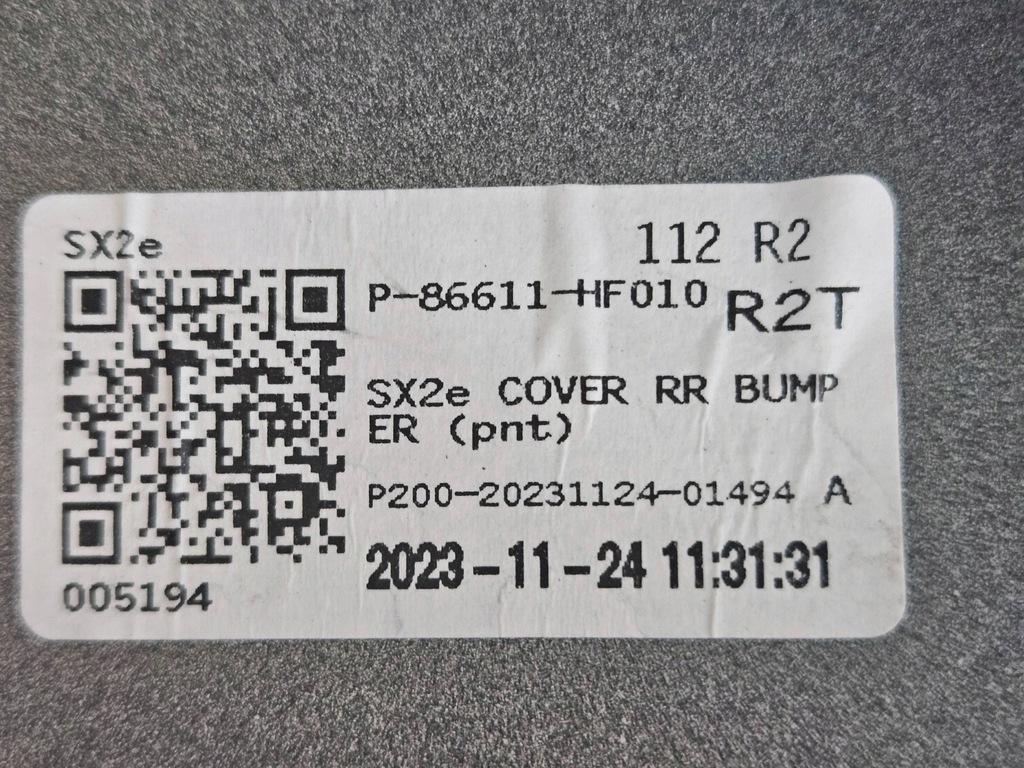 SX2e
112 R2
P-86611-HF010 R2T
SX2e COVER RR BUMP
ER (pnt)
P200-20231124-01494 A
2023-11-24 11:31:31
005194